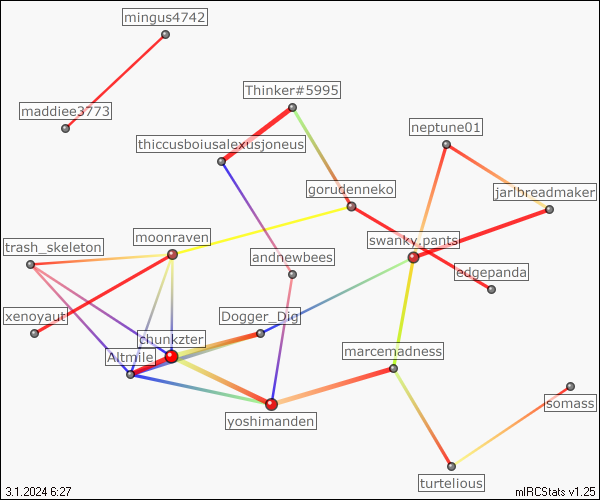 mingus4742
Thinker#5995
maddiee3773
neptune01
thiccusboiusalexusjoneus
gorudenneko
jarlbreadmaker
moonraven
swanky.pants
trash_skeleton
andnewbees
edgepanda
xenoyaut
Dogger_Dig
chunkzter
marcemadness
Altmile
somass
yoshimanden
turtelious
3.1.2024 6:27
mIRCStats v1.25